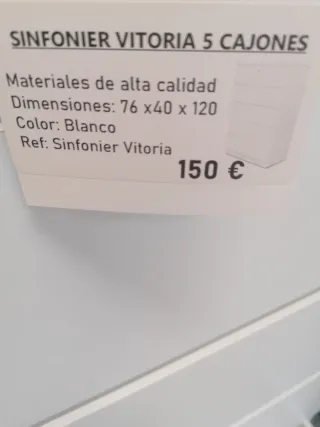 SINFONIER VITORIA 5 CAJONES
Materiales de alta calidad
Dimensiones: 76 x40 x 120
Color: Blanco
Ref: Sinfonier Vitoria
150 €